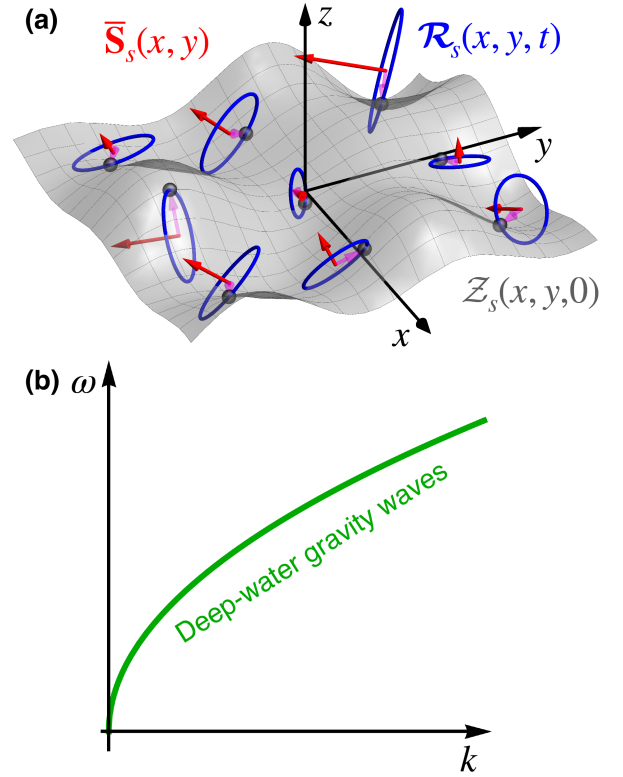 (a)
z
S̄ₛ(x, y)
𝓡ₛ(x, y, t)
y
𝒵ₛ(x, y,0)
x
(b)
ω
Deep-water gravity waves
k